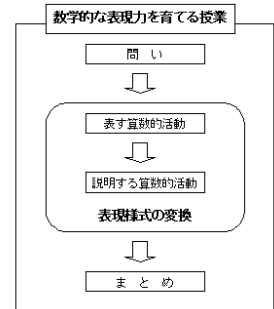 数学的な表現力を育てる授業
問 い
表す算数的活動
説明する算数的活動
表現様式の変換
ま と め